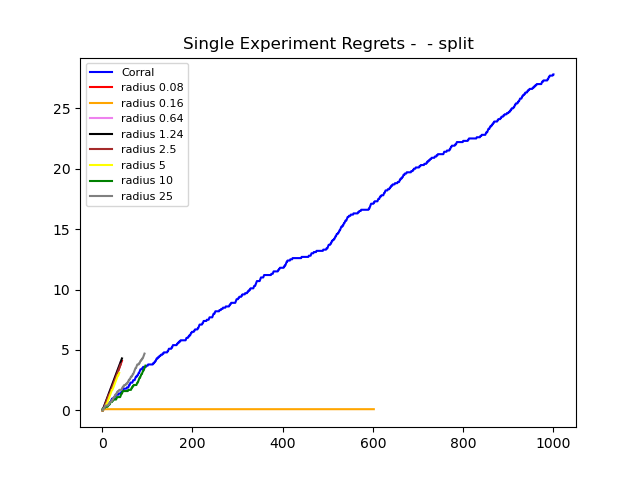 Single Experiment Regrets -  - split
Corral
radius 0.08
radius 0.16
radius 0.64
radius 1.24
radius 2.5
radius 5
radius 10
radius 25
25
20
15
10
5
0
0 200 400 600 800 1000